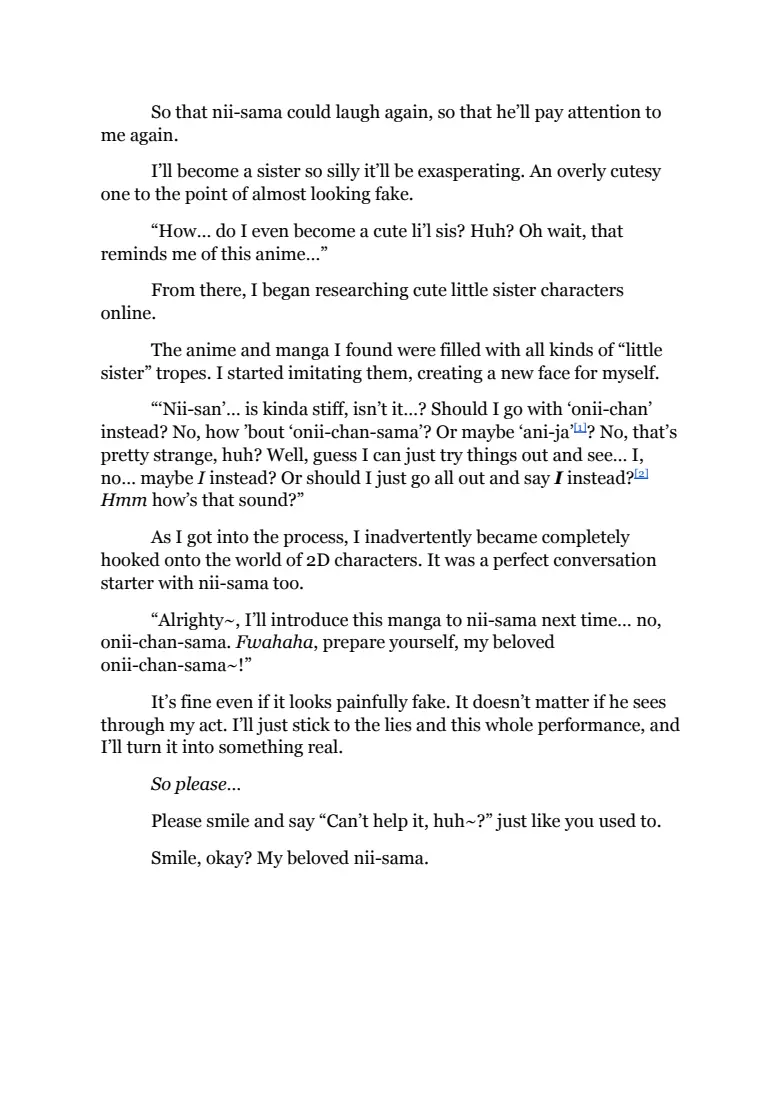 So that nii-sama could laugh again, so that he’ll pay attention to
me again.
I’ll become a sister so silly it’ll be exasperating. An overly cutesy
one to the point of almost looking fake.
“How… do I even become a cute li’l sis? Huh? Oh wait, that
reminds me of this anime…”
From there, I began researching cute little sister characters
online.
The anime and manga I found were filled with all kinds of “little
sister” tropes. I started imitating them, creating a new face for myself.
“‘Nii-san’… is kinda stiff, isn’t it…? Should I go with ‘onii-chan’
instead? No, how ’bout ‘onii-chan-sama’? Or maybe ‘ani-ja’[1]? No, that’s
pretty strange, huh? Well, guess I can just try things out and see… I,
no… maybe I instead? Or should I just go all out and say I instead?[2]
Hmm how’s that sound?”
As I got into the process, I inadvertently became completely
hooked onto the world of 2D characters. It was a perfect conversation
starter with nii-sama too.
“Alrighty~, I’ll introduce this manga to nii-sama next time… no,
onii-chan-sama. Fwahaha, prepare yourself, my beloved
onii-chan-sama~!”
It’s fine even if it looks painfully fake. It doesn’t matter if he sees
through my act. I’ll just stick to the lies and this whole performance, and
I’ll turn it into something real.
So please…
Please smile and say “Can’t help it, huh~?” just like you used to.
Smile, okay? My beloved nii-sama.